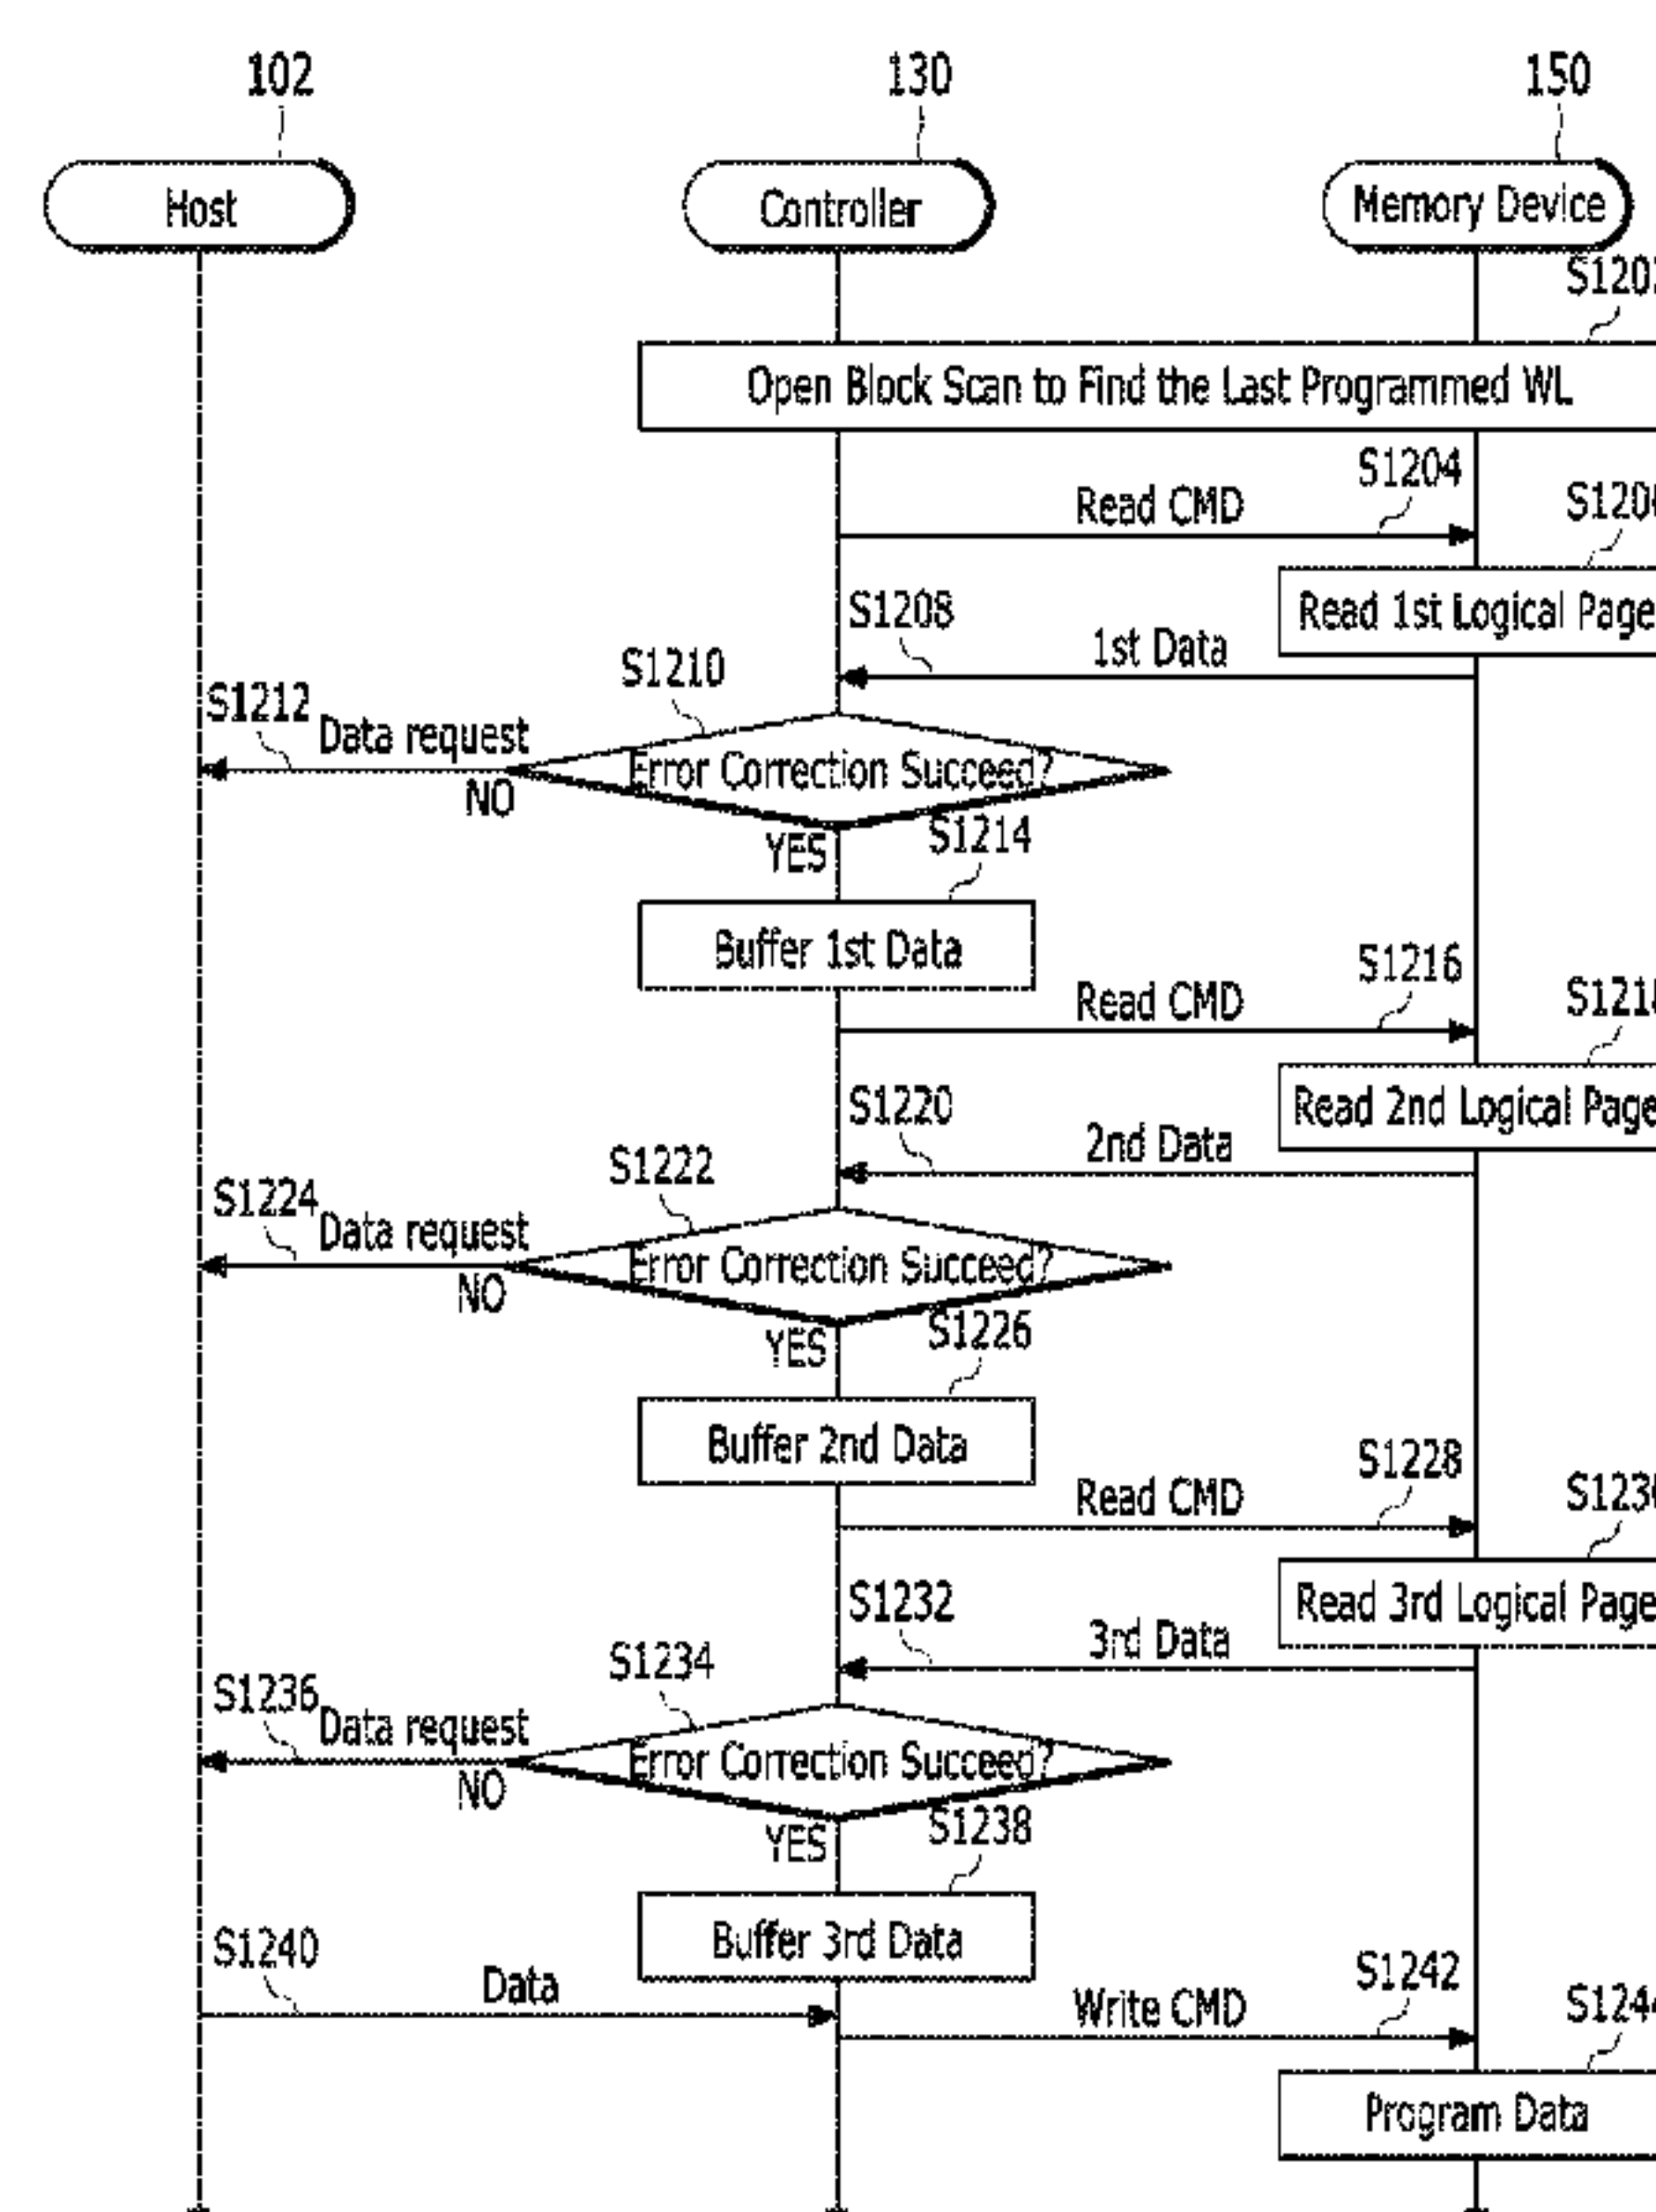 102
130
150
Host
Controller
Memory Device
Open Block Scan to Find the Last Programmed WL
S1204
Read CMD
Read 1st Logical Page
S1208
1st Data
S1210
S1212
Data request
Error Correction Succeed?
NO
YES
S1214
Buffer 1st Data
S1216
Read CMD
Read 2nd Logical Page
S1220
2nd Data
S1222
S1224
Data request
Error Correction Succeed?
NO
YES
S1226
Buffer 2nd Data
S1228
Read CMD
Read 3rd Logical Page
S1232
3rd Data
S1234
S1236
Data request
Error Correction Succeed?
NO
YES
S1238
Buffer 3rd Data
S1240
Data
S1242
Write CMD
Program Data